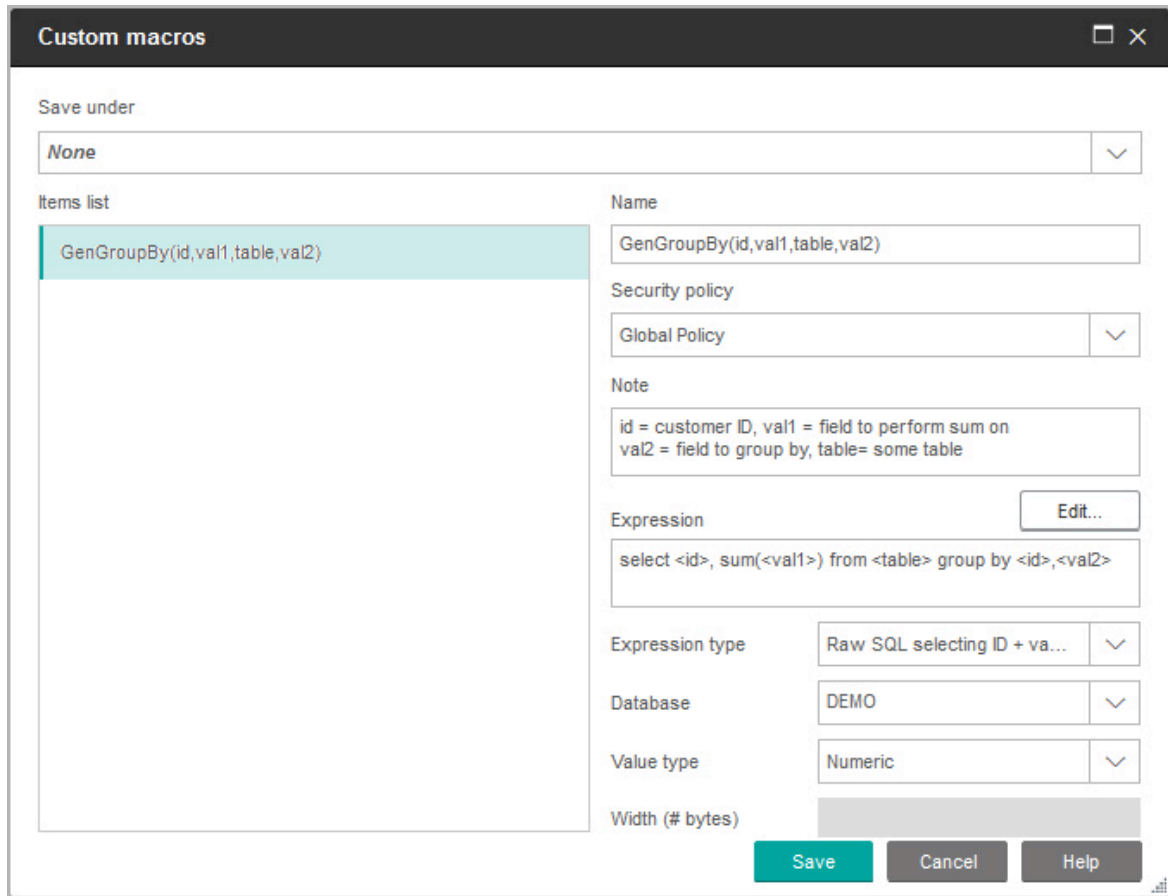 Custom macros
Save under
None
Items list
GenGroupBy(id,val1,table,val2)
Name
GenGroupBy(id,val1,table,val2)
Security policy
Global Policy
Note
id = customer ID, val1 = field to perform sum on
val2 = field to group by, table= some table
Expression
Edit...
select <id>, sum(<val1>) from <table> group by <id>,<val2>
Expression type
Raw SQL selecting ID + va...
Database
DEMO
Value type
Numeric
Width (# bytes)
Save
Cancel
Help